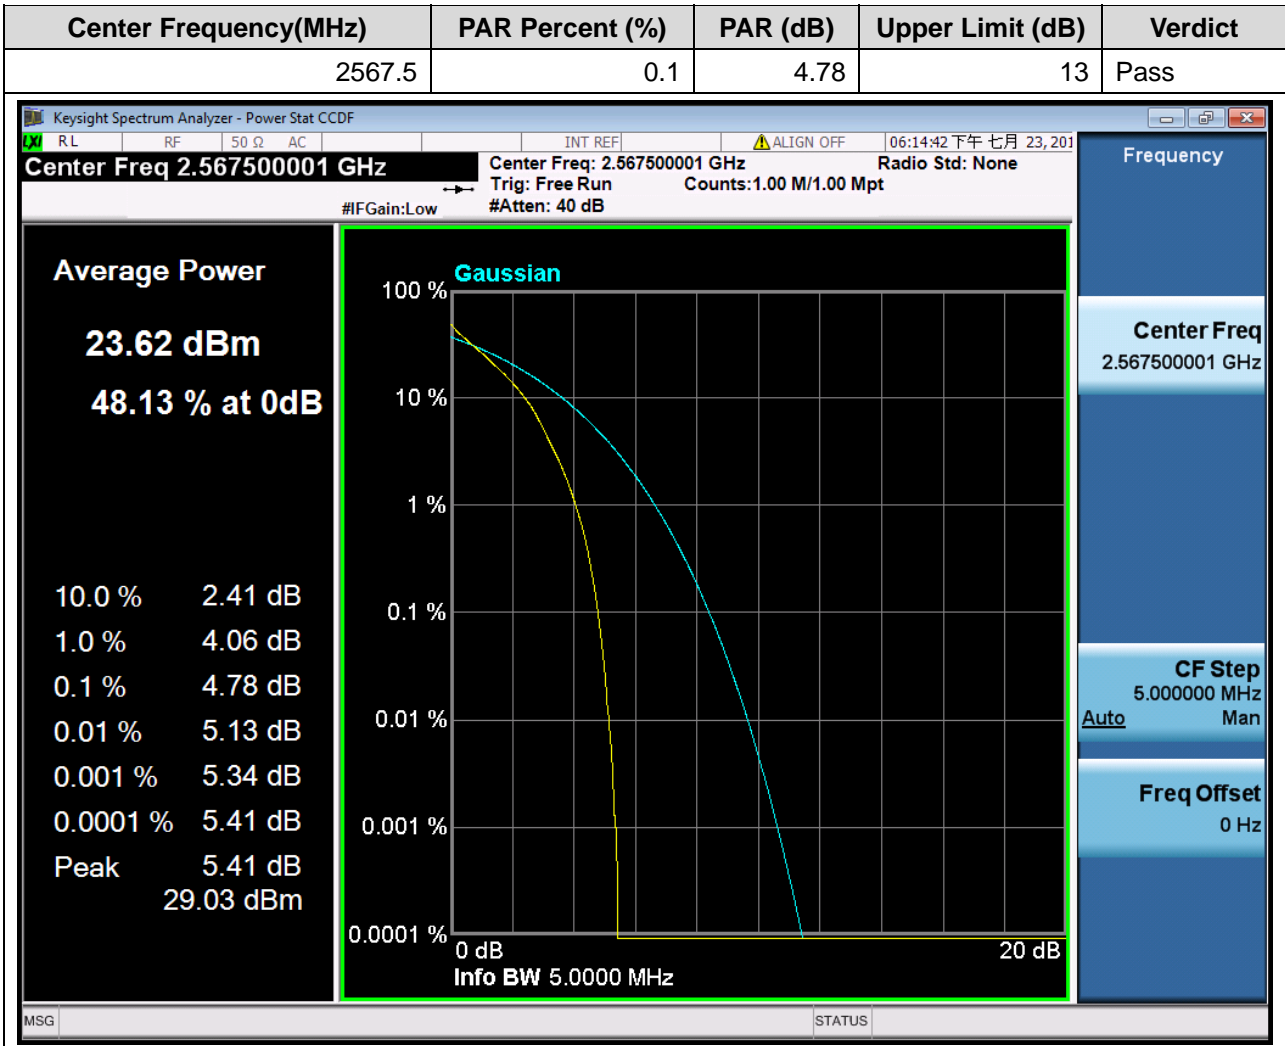 Center Frequency(MHz) PAR Percent (%) PAR (dB) Upper Limit (dB) Verdict
2567.5 0.1 4.78 13 Pass
Keysight Spectrum Analyzer - Power Stat CCDF
LXI RL RF 50 Ω AC INT REF ALIGN OFF 06:14:42 下午 七月 23, 201
Center Freq 2.567500001 GHz
Center Freq: 2.567500001 GHz Radio Std: None
Trig: Free Run Counts:1.00 M/1.00 Mpt
#IFGain:Low #Atten: 40 dB
Average Power
23.62 dBm
48.13 % at 0dB
10.0 % 2.41 dB
1.0 % 4.06 dB
0.1 % 4.78 dB
0.01 % 5.13 dB
0.001 % 5.34 dB
0.0001 % 5.41 dB
Peak 5.41 dB
29.03 dBm
Gaussian
100 %
10 %
1 %
0.1 %
0.01 %
0.001 %
0.0001 %
0 dB 20 dB
Info BW 5.0000 MHz
Frequency
Center Freq
2.567500001 GHz
CF Step
5.000000 MHz
Auto Man
Freq Offset
0 Hz
MSG STATUS